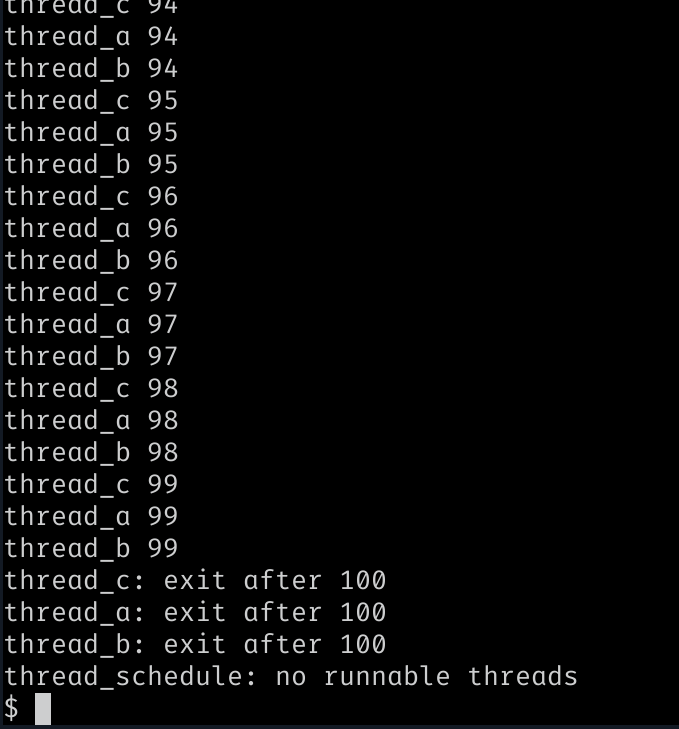 thread_c 94
thread_a 94
thread_b 94
thread_c 95
thread_a 95
thread_b 95
thread_c 96
thread_a 96
thread_b 96
thread_c 97
thread_a 97
thread_b 97
thread_c 98
thread_a 98
thread_b 98
thread_c 99
thread_a 99
thread_b 99
thread_c: exit after 100
thread_a: exit after 100
thread_b: exit after 100
thread_schedule: no runnable threads
$